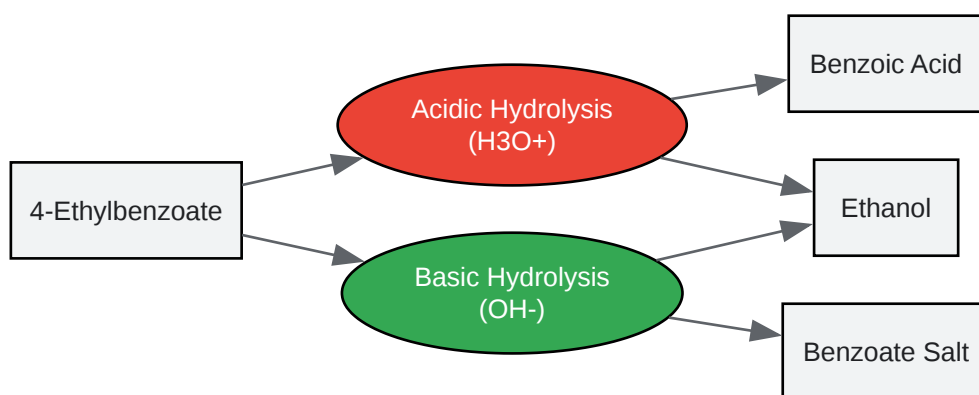 Benzoic Acid
Acidic Hydrolysis
(H3O+)
4-Ethylbenzoate
Ethanol
Basic Hydrolysis
(OH-)
Benzoate Salt